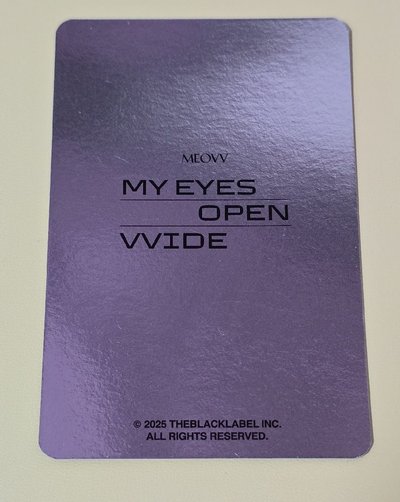 MEOVV
MY EYES
OPEN
VVIDE
© 2025 THEBLACKLABEL INC.
ALL RIGHTS RESERVED.